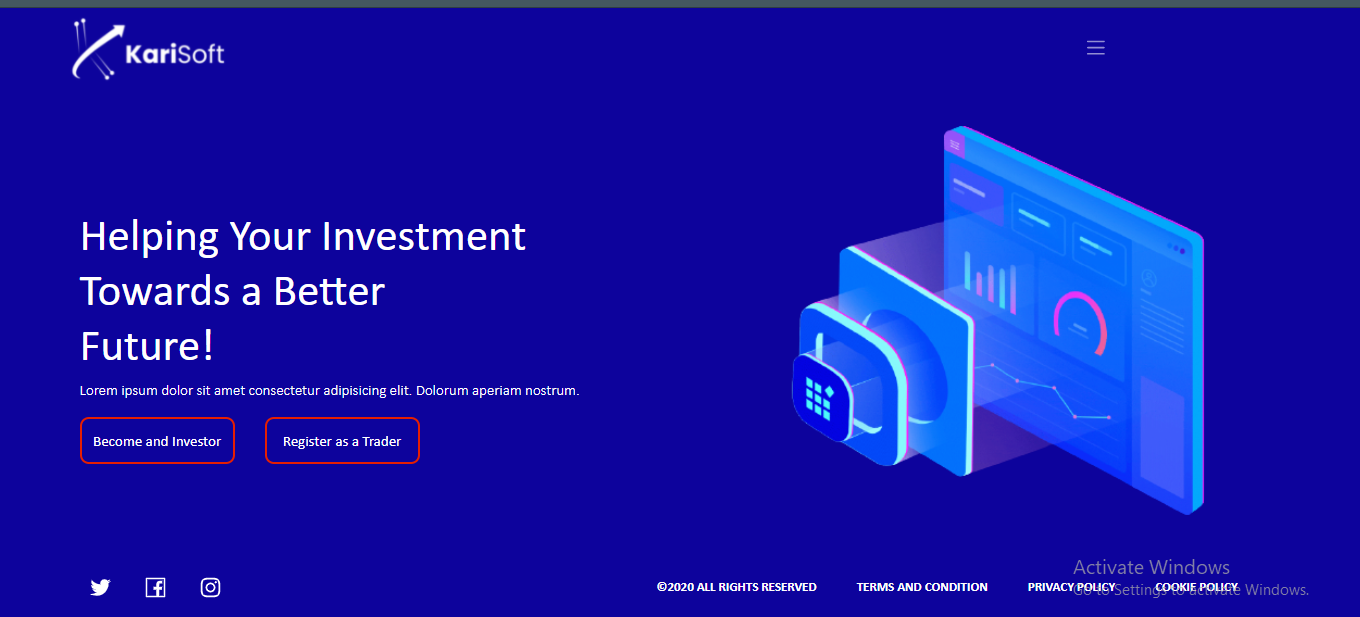 KariSoft
Helping Your Investment
Towards a Better
Future!
Lorem ipsum dolor sit amet consectetur adipisicing elit. Dolorum aperiam nostrum.
Become and Investor
Register as a Trader
Activate Windows
©2020 ALL RIGHTS RESERVED TERMS AND CONDITION PRIVACY POLICY COOKIE POLICY
Go to Settings to activate Windows.